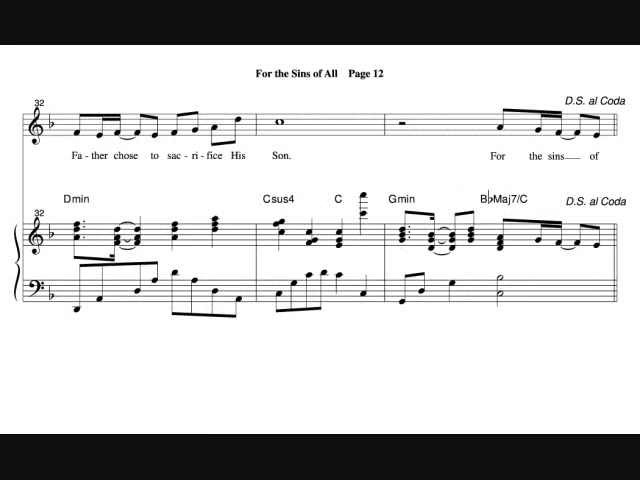 For the Sins of All Page 12
D.S. al Coda
32
Fa - ther chose to sac - ri - fice His Son. For the sins of
Dmin Csus4 C Gmin B♭Maj7/C D.S. al Coda
32